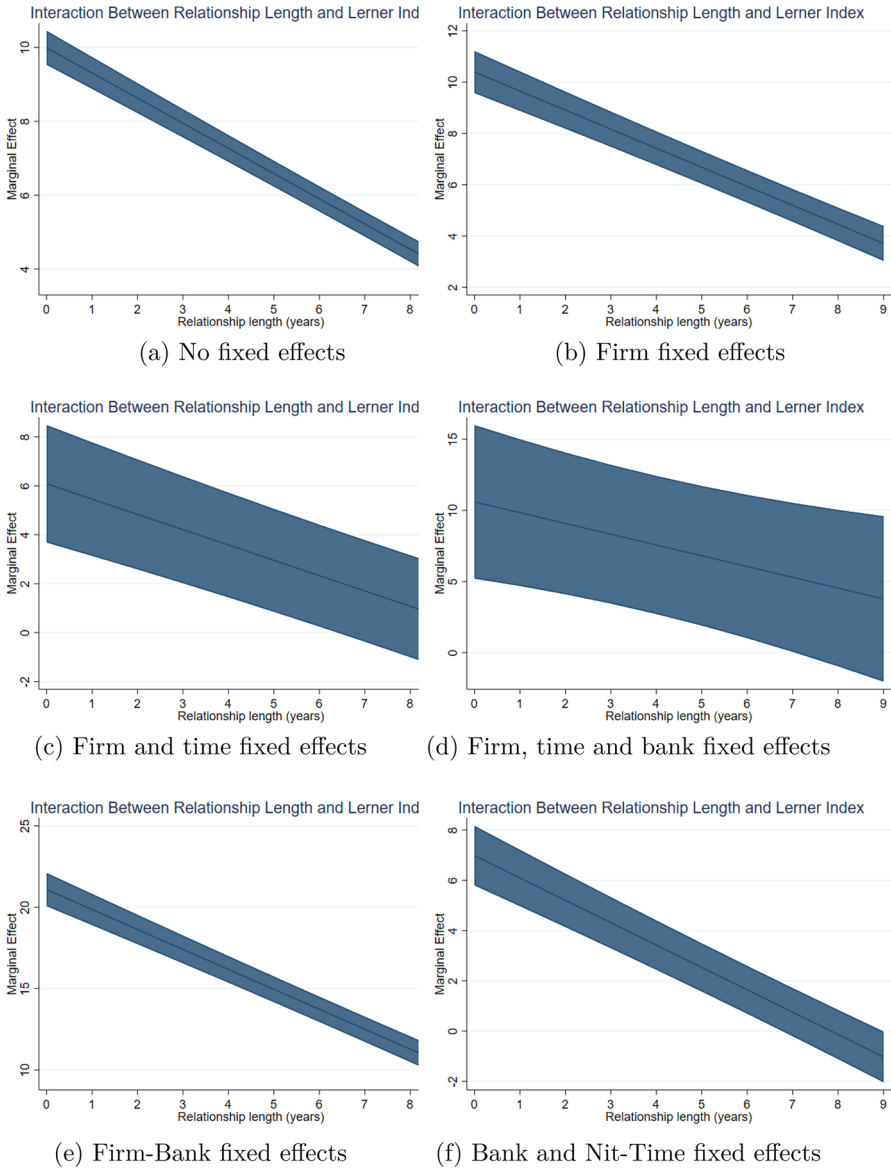 Interaction Between Relationship Length and Lerner Ind
Marginal Effect
10
8
6
4
0 1 2 3 4 5 6 7 8
Relationship length (years)
(a) No fixed effects
Interaction Between Relationship Length and Lerner Index
Marginal Effect
12
10
8
6
4
2
0 1 2 3 4 5 6 7 8 9
Relationship length (years)
(b) Firm fixed effects
Interaction Between Relationship Length and Lerner Ind
Marginal Effect
8
6
4
2
0
-2
0 1 2 3 4 5 6 7 8
Relationship length (years)
(c) Firm and time fixed effects
Interaction Between Relationship Length and Lerner Index
Marginal Effect
15
10
5
0
0 1 2 3 4 5 6 7 8 9
Relationship length (years)
(d) Firm, time and bank fixed effects
Interaction Between Relationship Length and Lerner Ind
Marginal Effect
25
20
15
10
0 1 2 3 4 5 6 7 8
Relationship length (years)
(e) Firm-Bank fixed effects
Interaction Between Relationship Length and Lerner Index
Marginal Effect
8
6
4
2
0
-2
0 1 2 3 4 5 6 7 8 9
Relationship length (years)
(f) Bank and Nit-Time fixed effects